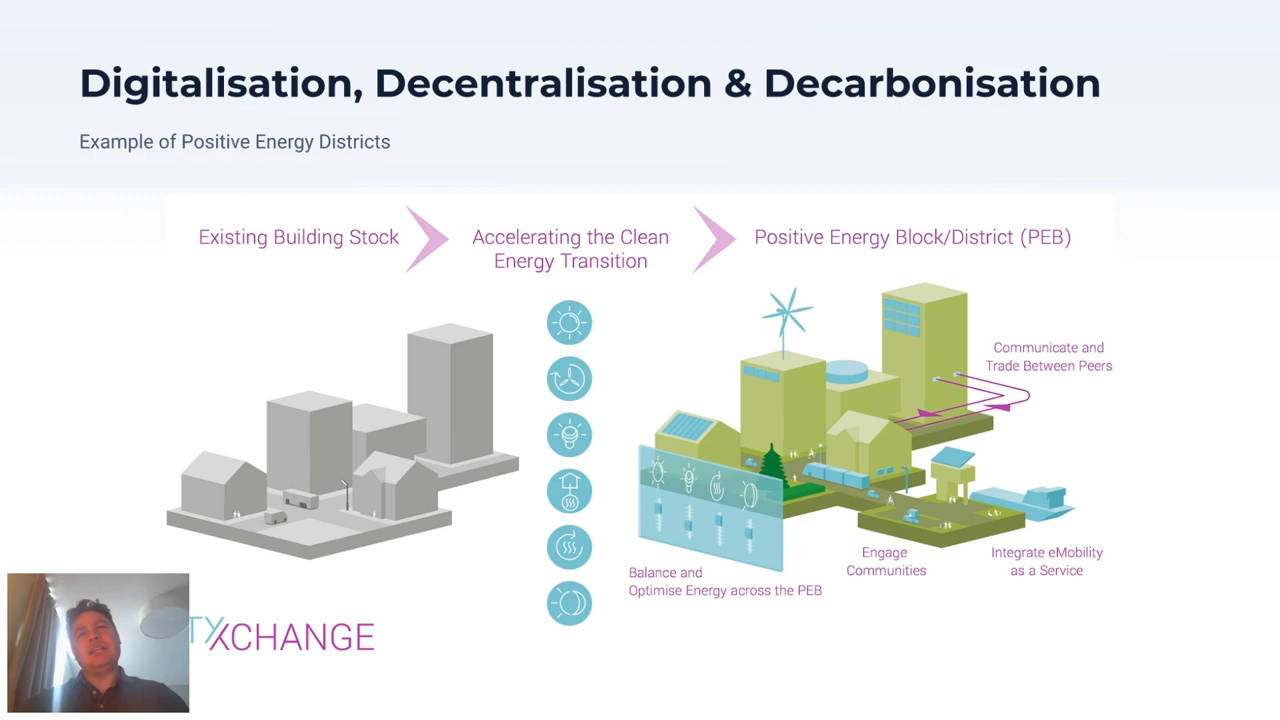 Digitalisation, Decentralisation & Decarbonisation
Example of Positive Energy Districts
Existing Building Stock
Accelerating the Clean
Energy Transition
Positive Energy Block/District (PEB)
Communicate and
Trade Between Peers
Balance and
Optimise Energy across the PEB
Engage
Communities
Integrate eMobility
as a Service
TYXCHANGE